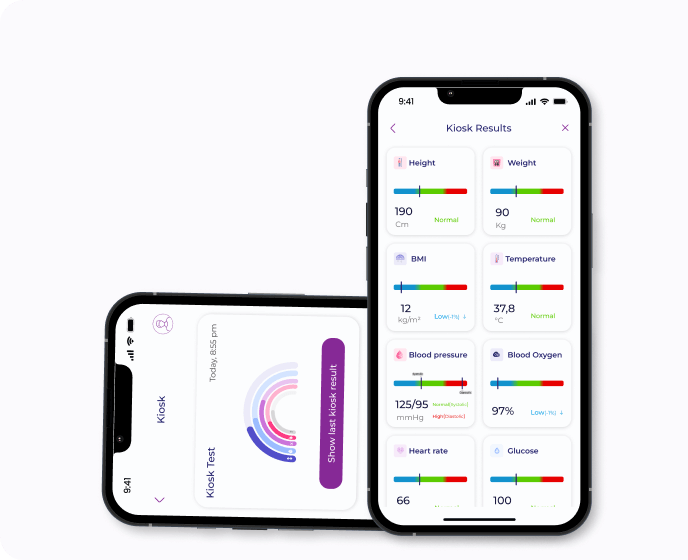 9:41
Kiosk
Kiosk Test
Today, 8:55 pm
Show last kiosk result
9:41
Kiosk Results
Height
190
Cm
Normal
Weight
90
Kg
Normal
BMI
12
kg/m²
Low(-1%) ↓
Temperature
37,8
°C
Normal
Blood pressure
125/95
mmHg
Normal(Systolic)
High(Diastolic)
Blood Oxygen
97%
Low(-1%) ↓
Heart rate
66
Glucose
100